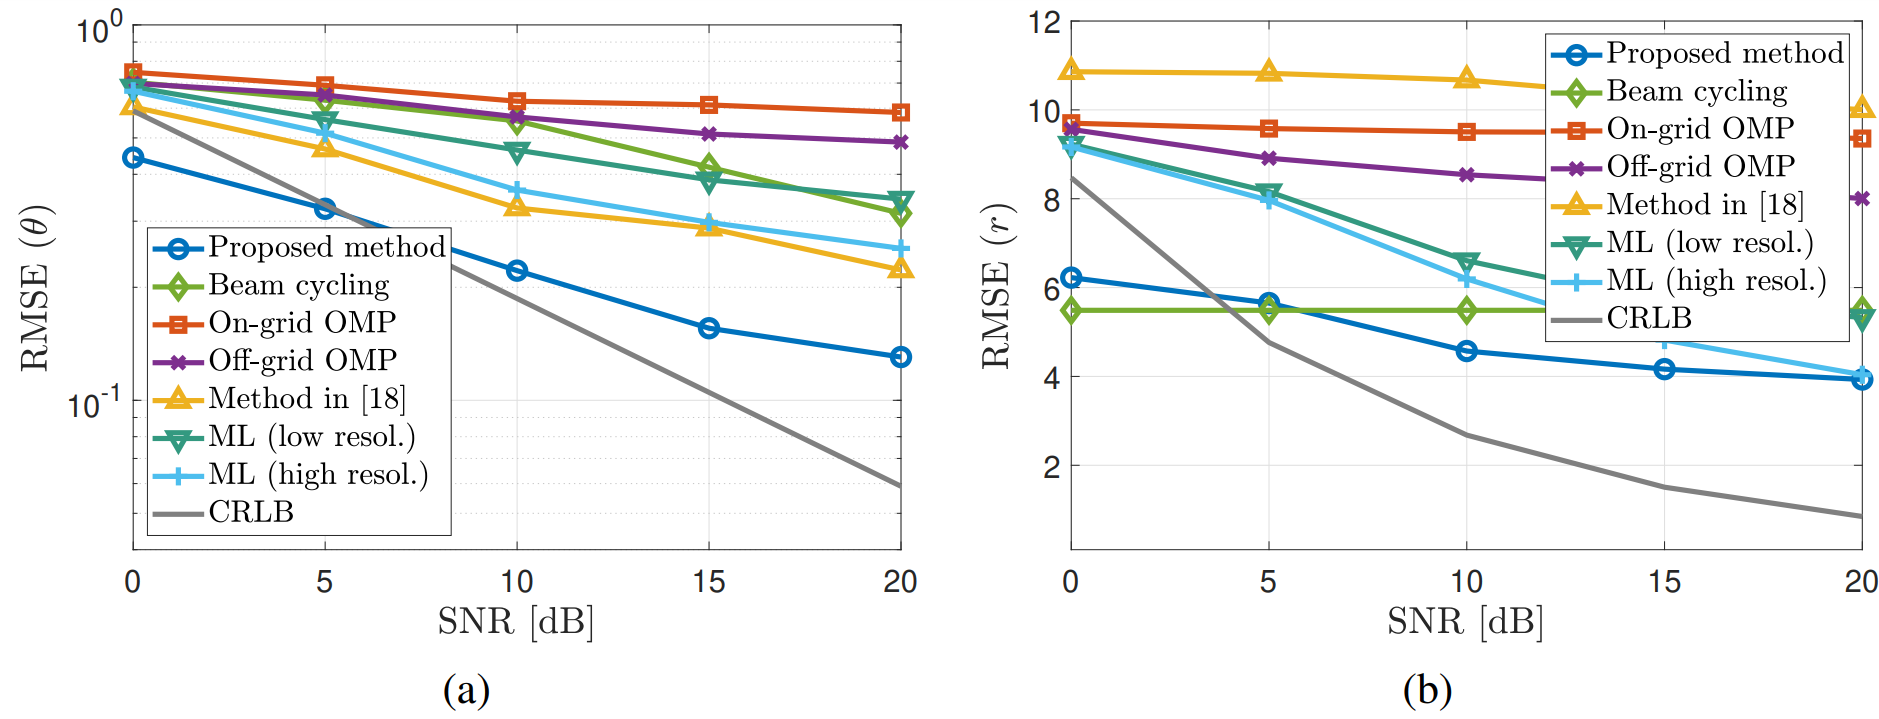 10^0
10^-1
RMSE (θ)
Proposed method
Beam cycling
On-grid OMP
Off-grid OMP
Method in [18]
ML (low resol.)
ML (high resol.)
CRLB
0 5 10 15 20
SNR [dB]
(a)
12
10
8
6
4
2
RMSE (r)
Proposed method
Beam cycling
On-grid OMP
Off-grid OMP
Method in [18]
ML (low resol.)
ML (high resol.)
CRLB
0 5 10 15 20
SNR [dB]
(b)